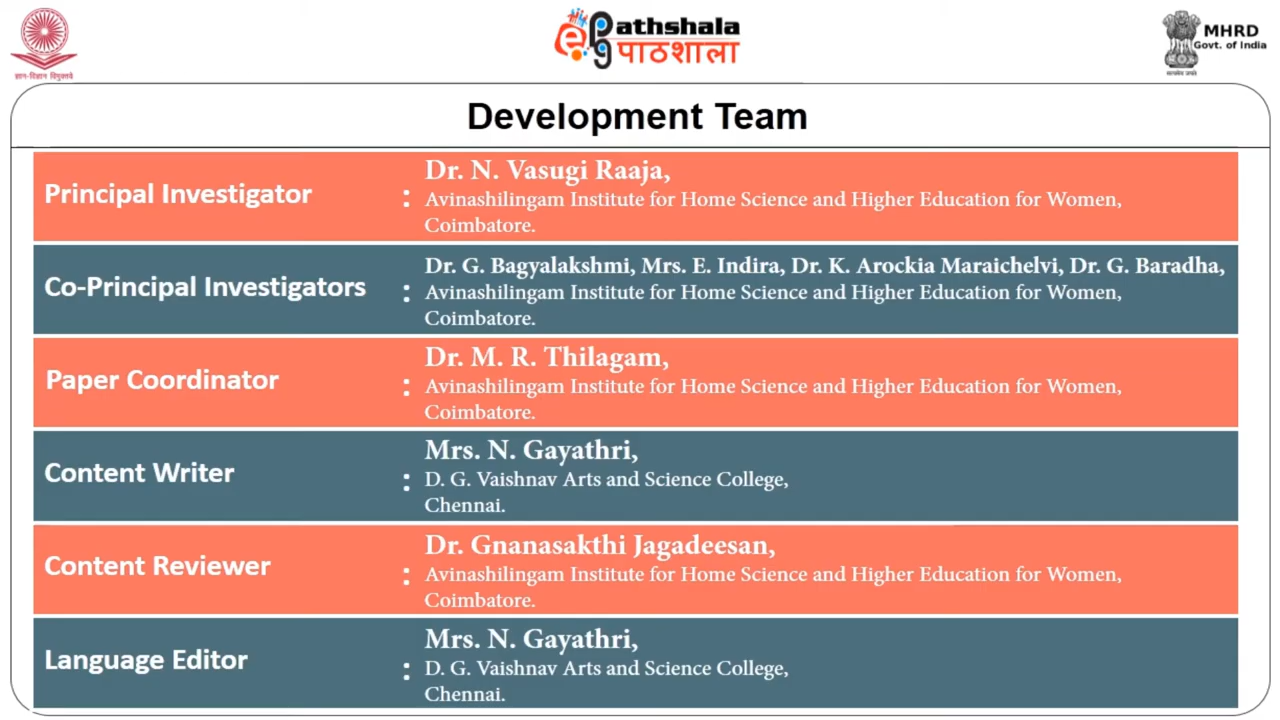 ज्ञान-विज्ञान विमुक्तये
ePathshala
पाठशाला
MHRD
Govt. of India
सत्यमेव जयते
Development Team
Principal Investigator
:
Dr. N. Vasugi Raaja,
Avinashilingam Institute for Home Science and Higher Education for Women,
Coimbatore.
Co-Principal Investigators
:
Dr. G. Bagyalakshmi, Mrs. E. Indira, Dr. K. Arockia Maraichelvi, Dr. G. Baradha,
Avinashilingam Institute for Home Science and Higher Education for Women,
Coimbatore.
Paper Coordinator
:
Dr. M. R. Thilagam,
Avinashilingam Institute for Home Science and Higher Education for Women,
Coimbatore.
Content Writer
:
Mrs. N. Gayathri,
D. G. Vaishnav Arts and Science College,
Chennai.
Content Reviewer
:
Dr. Gnanasakthi Jagadeesan,
Avinashilingam Institute for Home Science and Higher Education for Women,
Coimbatore.
Language Editor
:
Mrs. N. Gayathri,
D. G. Vaishnav Arts and Science College,
Chennai.